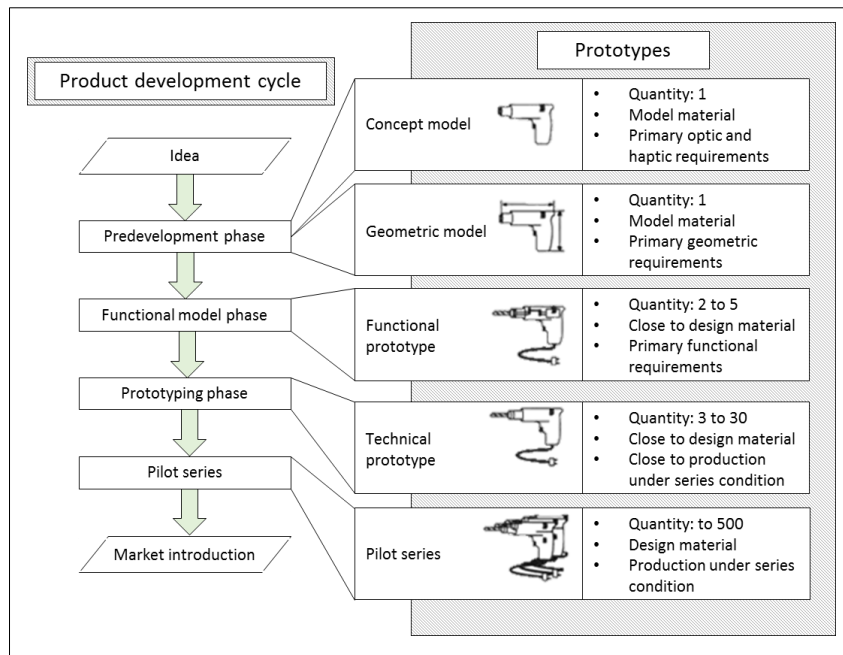 Prototypes
Product development cycle
Idea
Predevelopment phase
Functional model phase
Prototyping phase
Pilot series
Market introduction
Concept model
• Quantity: 1
• Model material
• Primary optic and
haptic requirements
Geometric model
• Quantity: 1
• Model material
• Primary geometric
requirements
Functional
prototype
• Quantity: 2 to 5
• Close to design material
• Primary functional
requirements
Technical
prototype
• Quantity: 3 to 30
• Close to design material
• Close to production
under series condition
Pilot series
• Quantity: to 500
• Design material
• Production under series
condition